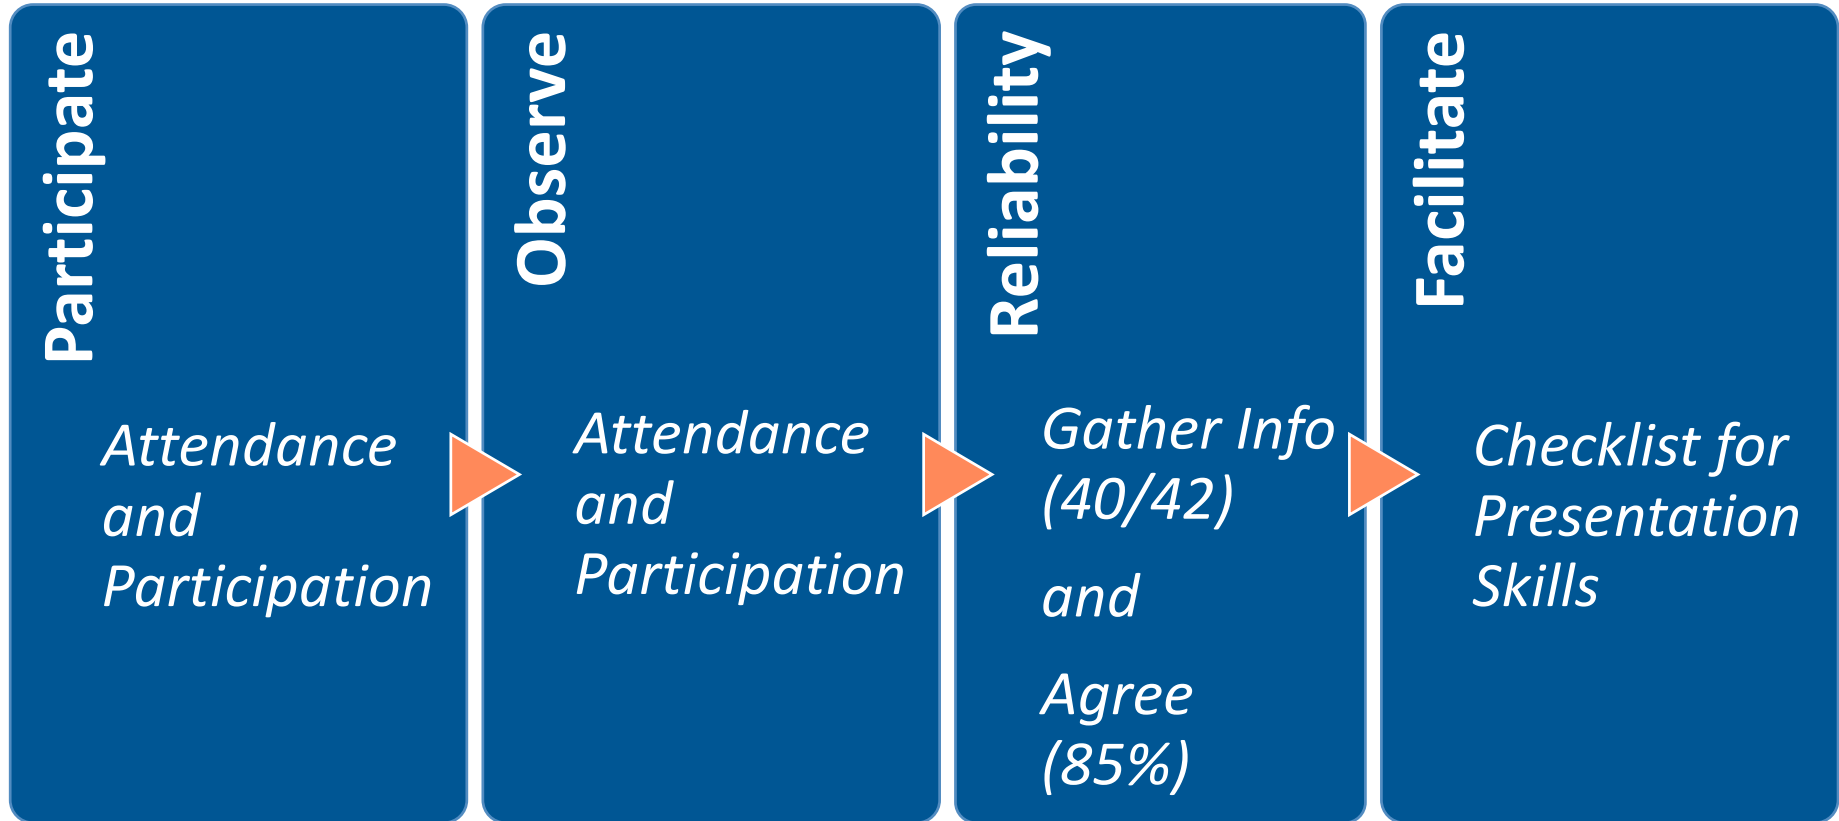 Participate
Attendance
and
Participation
Observe
Attendance
and
Participation
Reliability
Gather Info
(40/42)
and
Agree
(85%)
Facilitate
Checklist for
Presentation
Skills